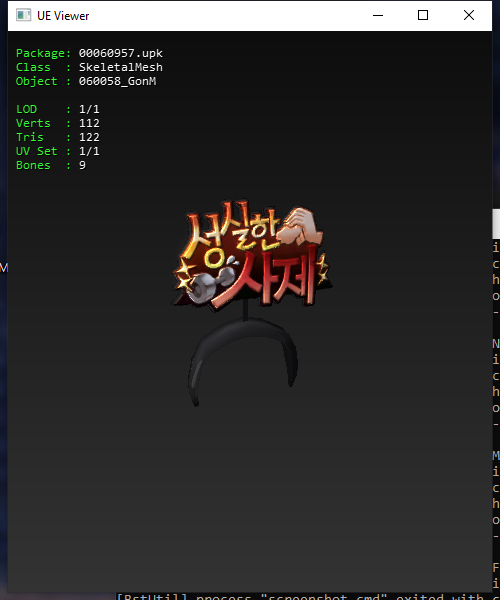 UE Viewer
Package: 00060957.upk
Class : SkeletalMesh
Object : 060058_GonM
LOD : 1/1
Verts : 112
Tris : 122
UV Set : 1/1
Bones : 9
성실한
사제
M
i
c
h
o
-
N
i
c
h
o
-
M
i
c
h
o
-
F
i
[BstUtil] process "screenshot.cmd" exited with c